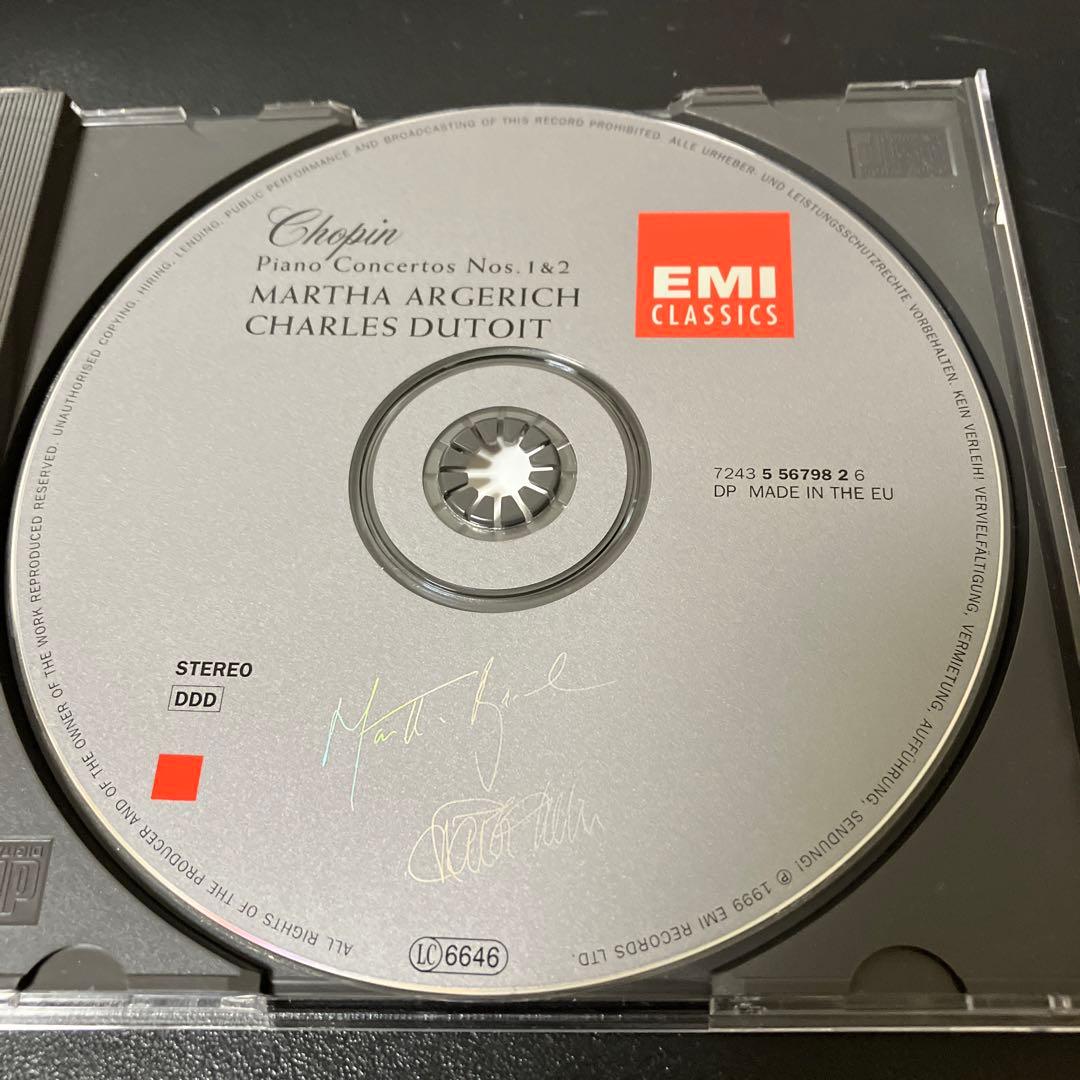 Chopin
Piano Concertos Nos. 1 & 2
MARTHA ARGERICH
CHARLES DUTOIT
EMI
CLASSICS
7243 5 56798 2 6
DP MADE IN THE EU
STEREO
DDD
LC 6646
ALL RIGHTS OF THE PRODUCER AND OF THE OWNER OF THE WORK REPRODUCED RESERVED. UNAUTHORISED COPYING, HIRING, LENDING, PUBLIC PERFORMANCE AND BROADCASTING OF THIS RECORD PROHIBITED. ALLE URHEBER- UND LEISTUNGSSCHUTZRECHTE VORBEHALTEN. KEIN VERLEIH! VERVIELFÄLTIGUNG, VERMIETUNG, AUFFÜHRUNG, SENDUNG! ℗ 1999 EMI RECORDS LTD.